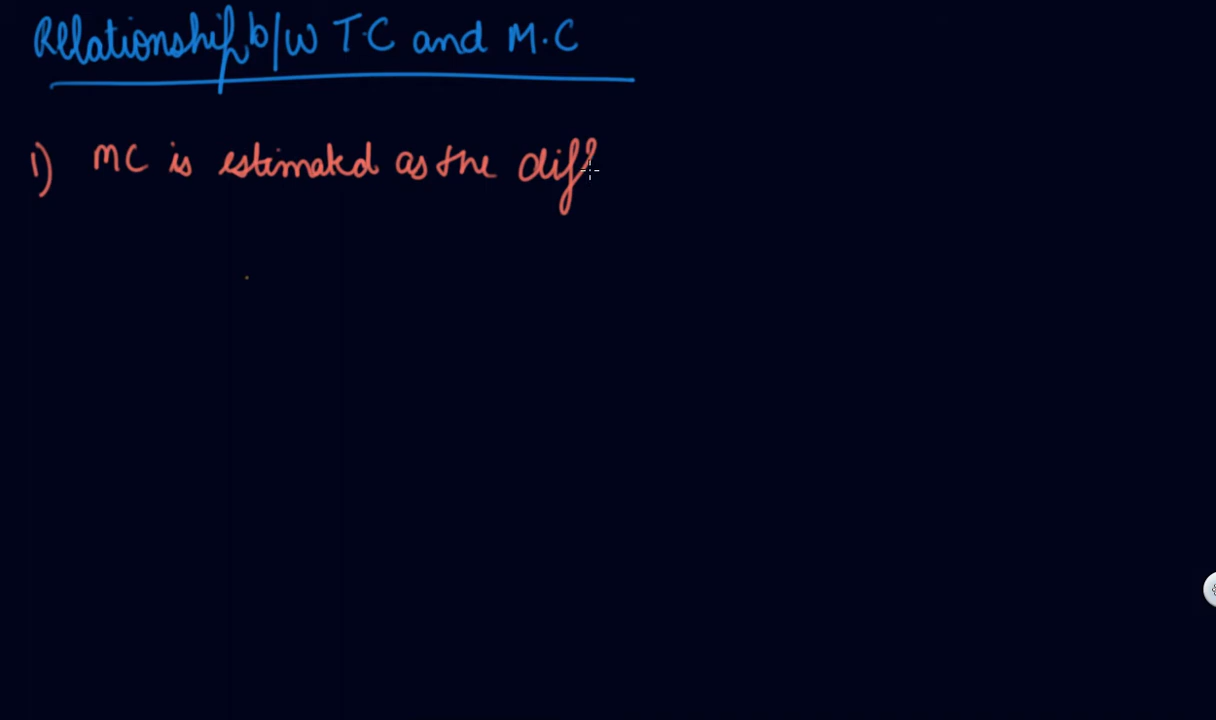 Relationship b/w T.C and M.C
1) MC is estimated as the diff